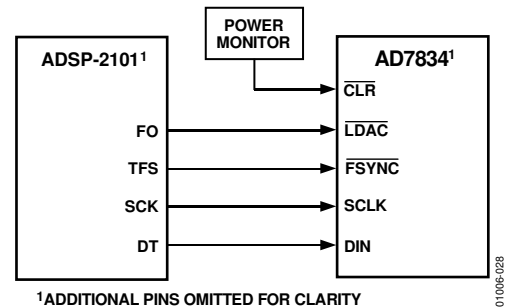 POWER
MONITOR
ADSP-2101¹
AD7834¹
CLR
FO
LDAC
TFS
FSYNC
SCK
SCLK
DT
DIN
¹ADDITIONAL PINS OMITTED FOR CLARITY
01006-028